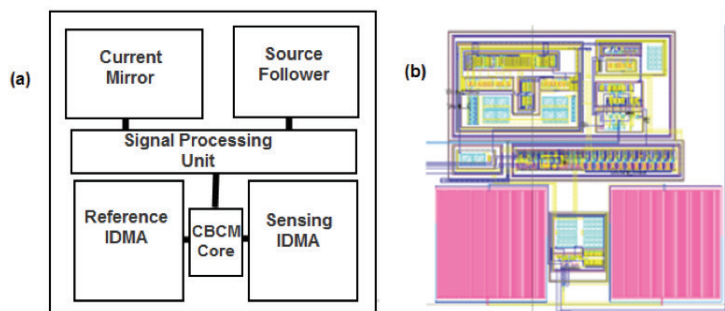 (a)
Current
Mirror
Source
Follower
Signal Processing
Unit
Reference
IDMA
CBCM
Core
Sensing
IDMA
(b)